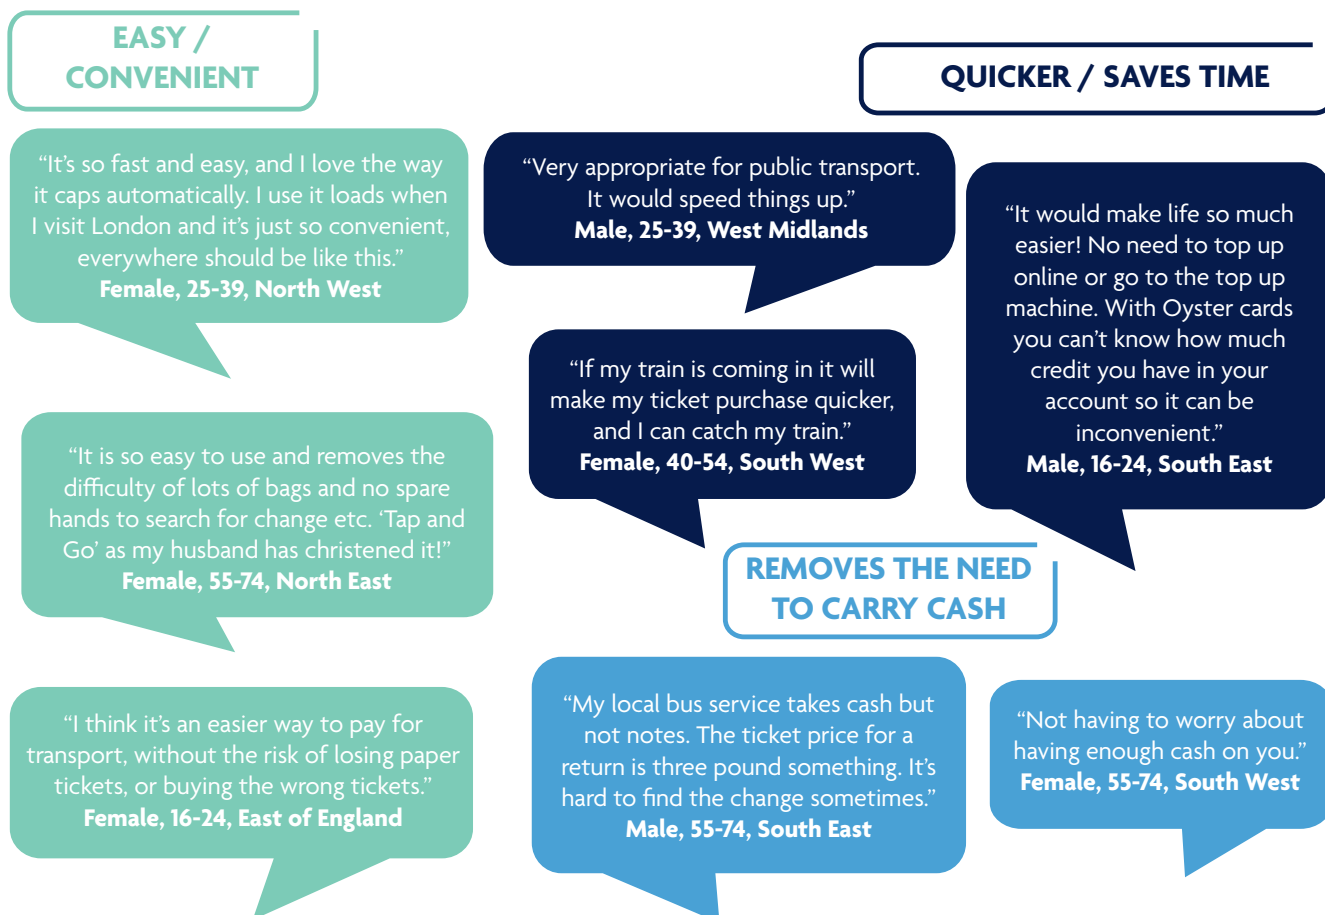 EASY /
CONVENIENT
“It’s so fast and easy, and I love the way
it caps automatically. I use it loads when
I visit London and it’s just so convenient,
everywhere should be like this.”
Female, 25-39, North West
“It is so easy to use and removes the
difficulty of lots of bags and no spare
hands to search for change etc. ‘Tap and
Go’ as my husband has christened it!”
Female, 55-74, North East
“I think it’s an easier way to pay for
transport, without the risk of losing paper
tickets, or buying the wrong tickets.”
Female, 16-24, East of England
QUICKER / SAVES TIME
“Very appropriate for public transport.
It would speed things up.”
Male, 25-39, West Midlands
“If my train is coming in it will
make my ticket purchase quicker,
and I can catch my train.”
Female, 40-54, South West
“It would make life so much
easier! No need to top up
online or go to the top up
machine. With Oyster cards
you can’t know how much
credit you have in your
account so it can be
inconvenient.”
Male, 16-24, South East
REMOVES THE NEED
TO CARRY CASH
“My local bus service takes cash but
not notes. The ticket price for a
return is three pound something. It’s
hard to find the change sometimes.”
Male, 55-74, South East
“Not having to worry about
having enough cash on you.”
Female, 55-74, South West